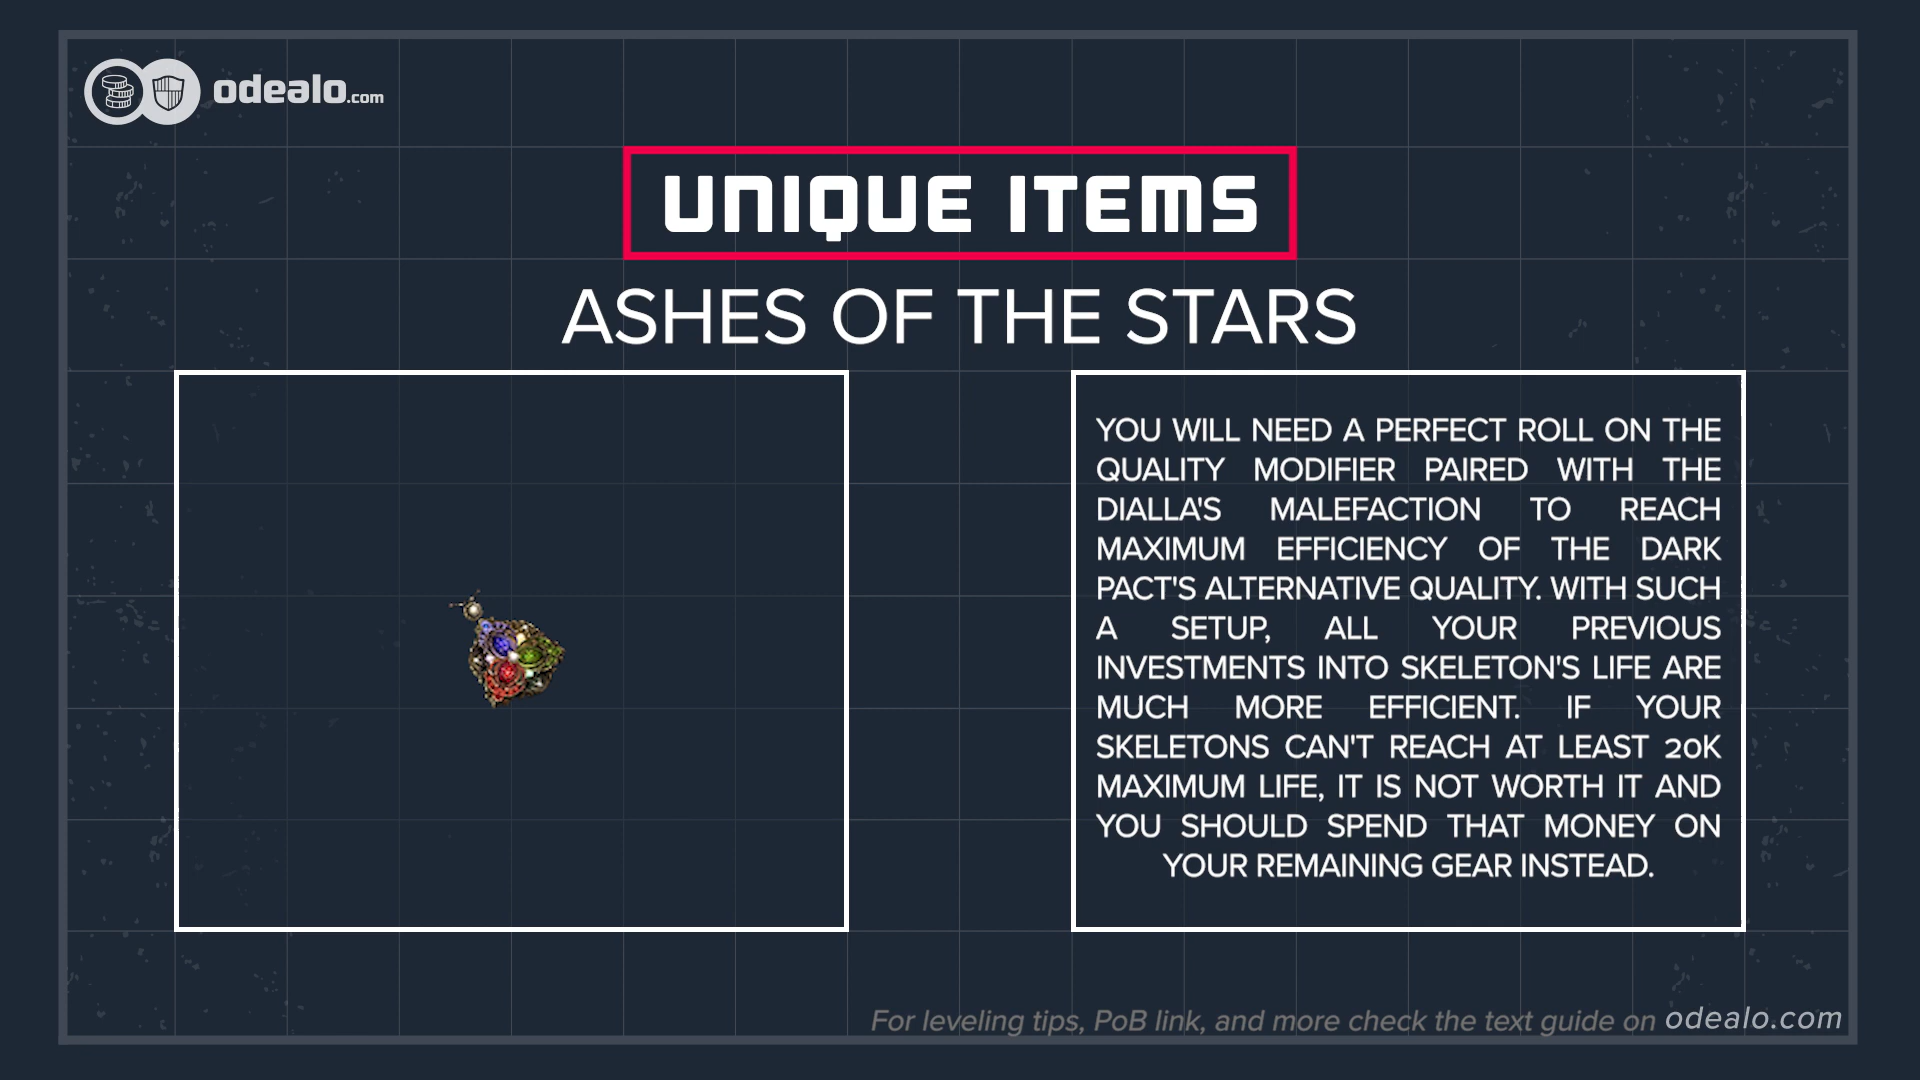 odealo.com
UNIQUE ITEMS
ASHES OF THE STARS
YOU WILL NEED A PERFECT ROLL ON THE
QUALITY MODIFIER PAIRED WITH THE
DIALLA'S MALEFACTION TO REACH
MAXIMUM EFFICIENCY OF THE DARK
PACT'S ALTERNATIVE QUALITY. WITH SUCH
A SETUP, ALL YOUR PREVIOUS
INVESTMENTS INTO SKELETON'S LIFE ARE
MUCH MORE EFFICIENT. IF YOUR
SKELETONS CAN'T REACH AT LEAST 20K
MAXIMUM LIFE, IT IS NOT WORTH IT AND
YOU SHOULD SPEND THAT MONEY ON
YOUR REMAINING GEAR INSTEAD.
For leveling tips, PoB link, and more check the text guide on odealo.com